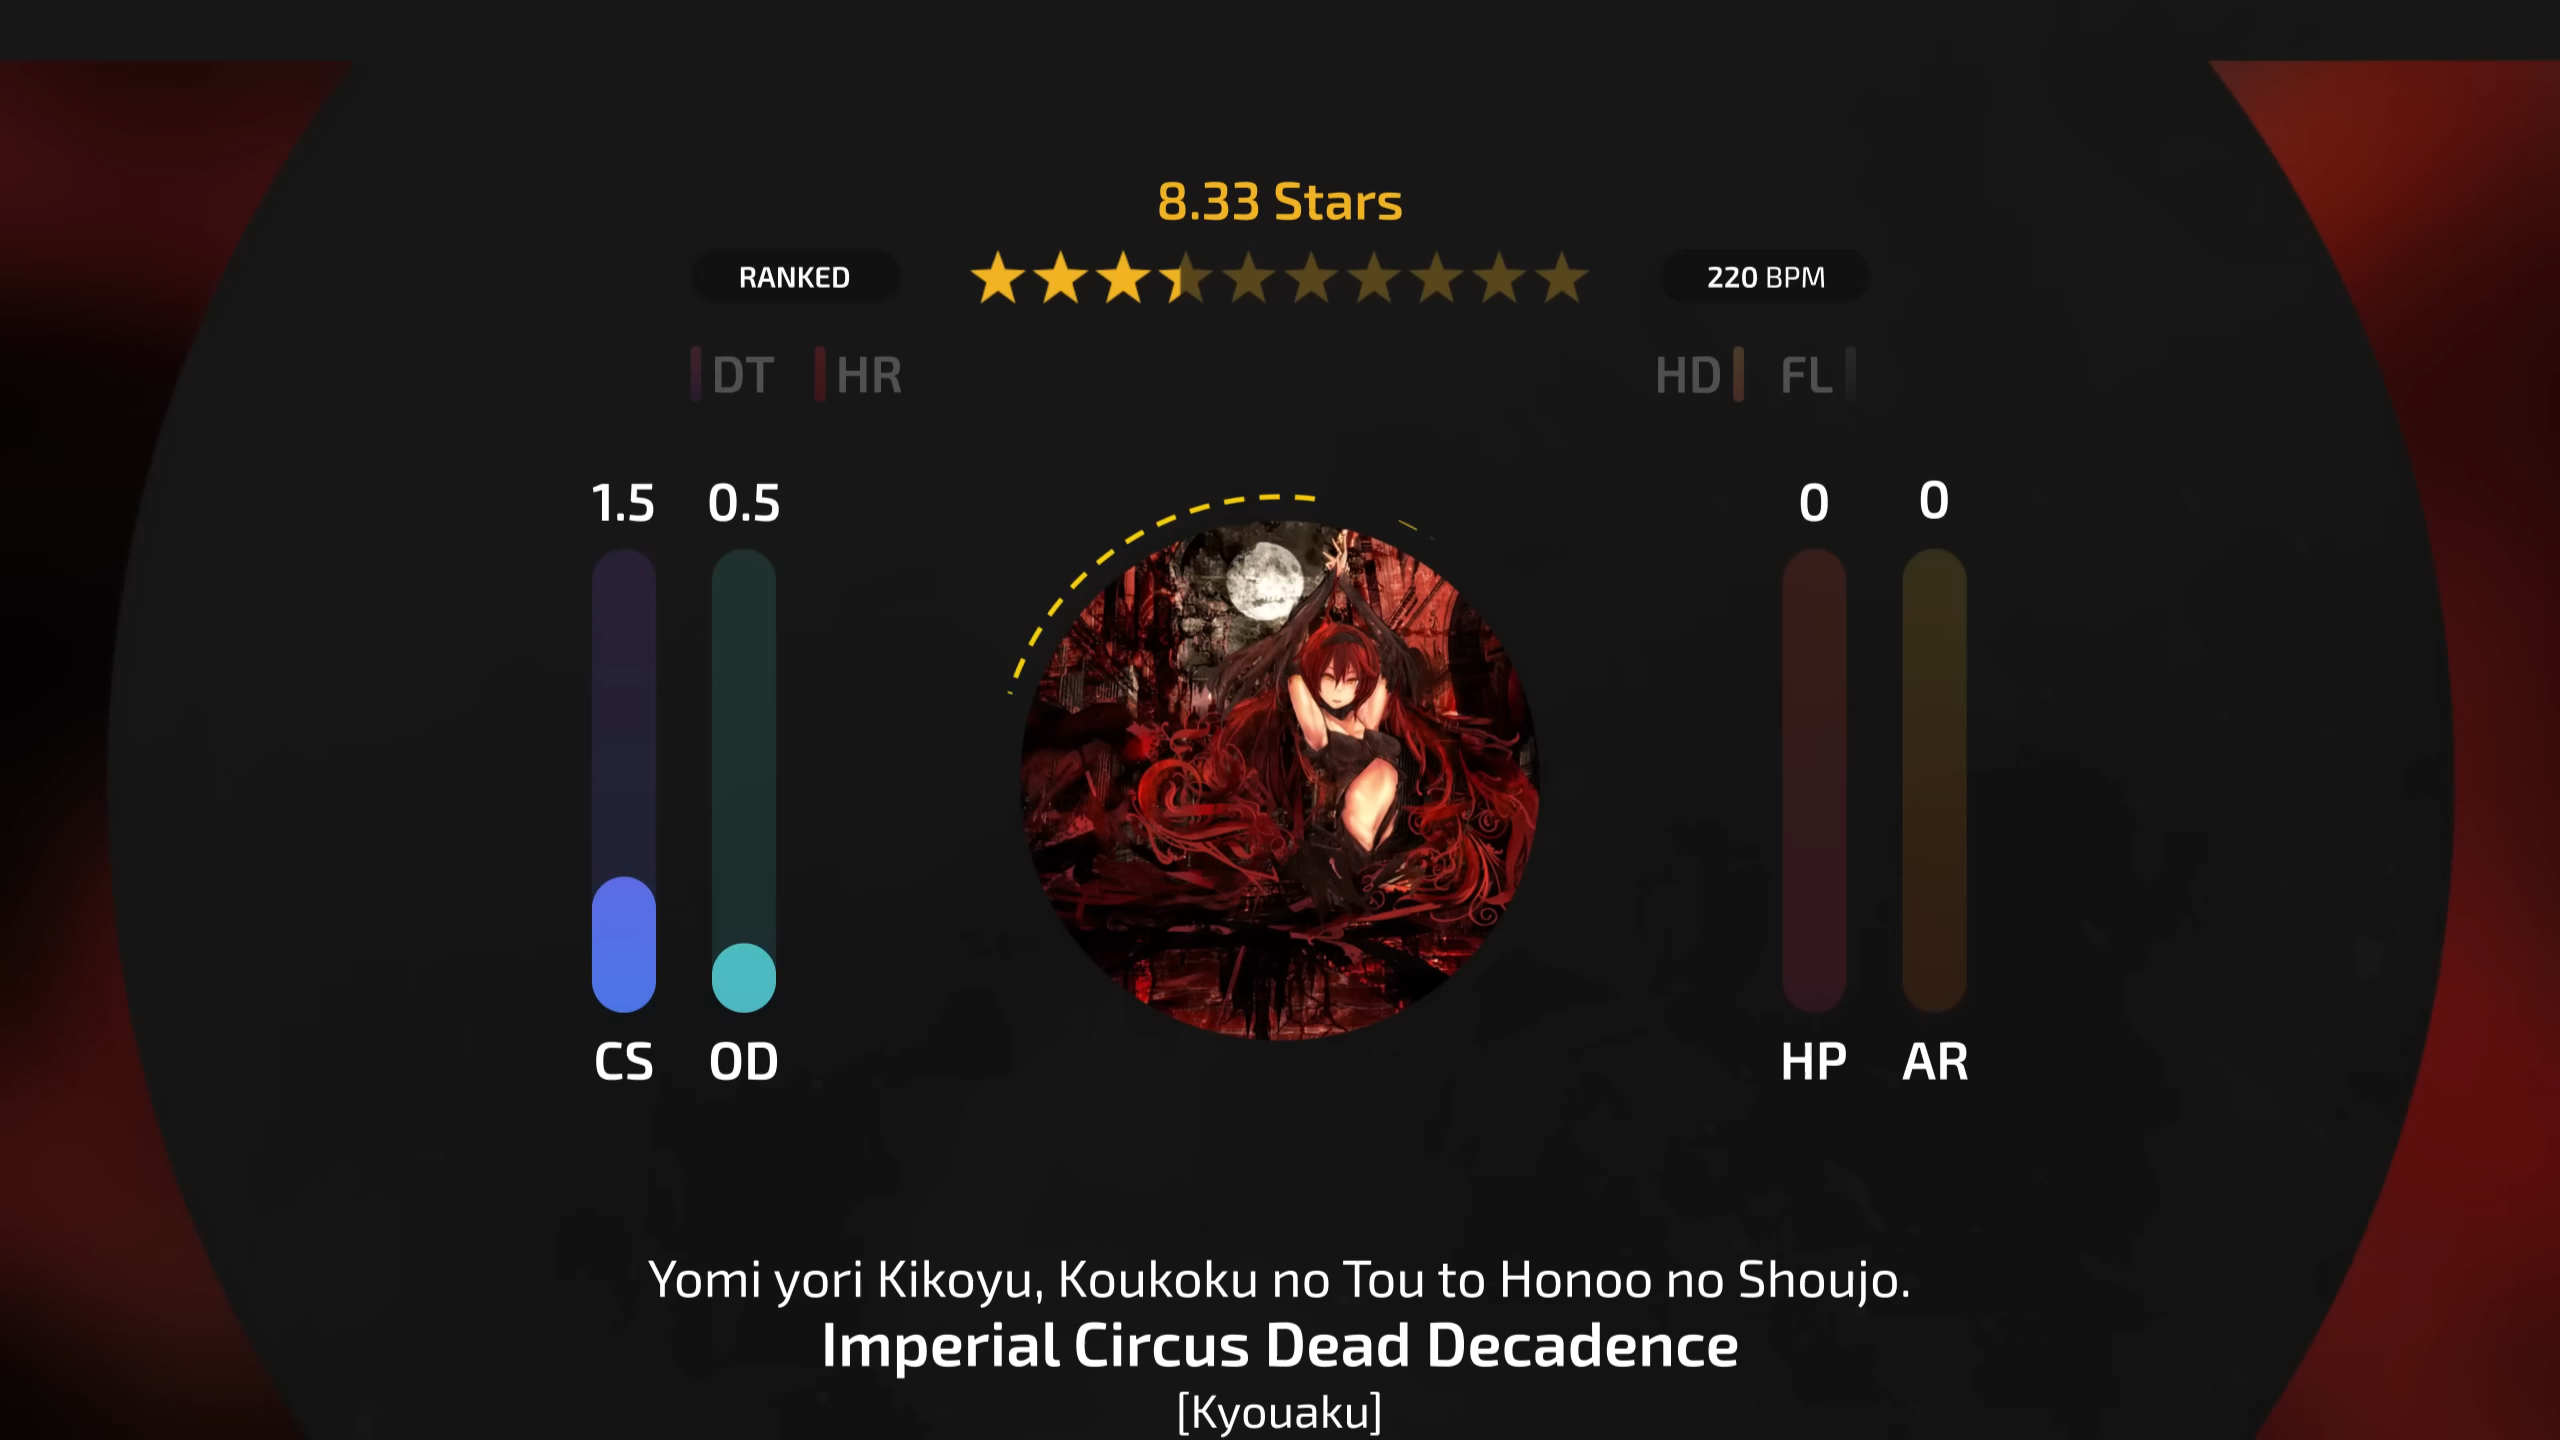 8.33 Stars
RANKED
220 BPM
DT HR
HD FL
1.5 0.5
0 0
CS OD
HP AR
Yomi yori Kikoyu, Koukoku no Tou to Honoo no Shoujo.
Imperial Circus Dead Decadence
[Kyouaku]